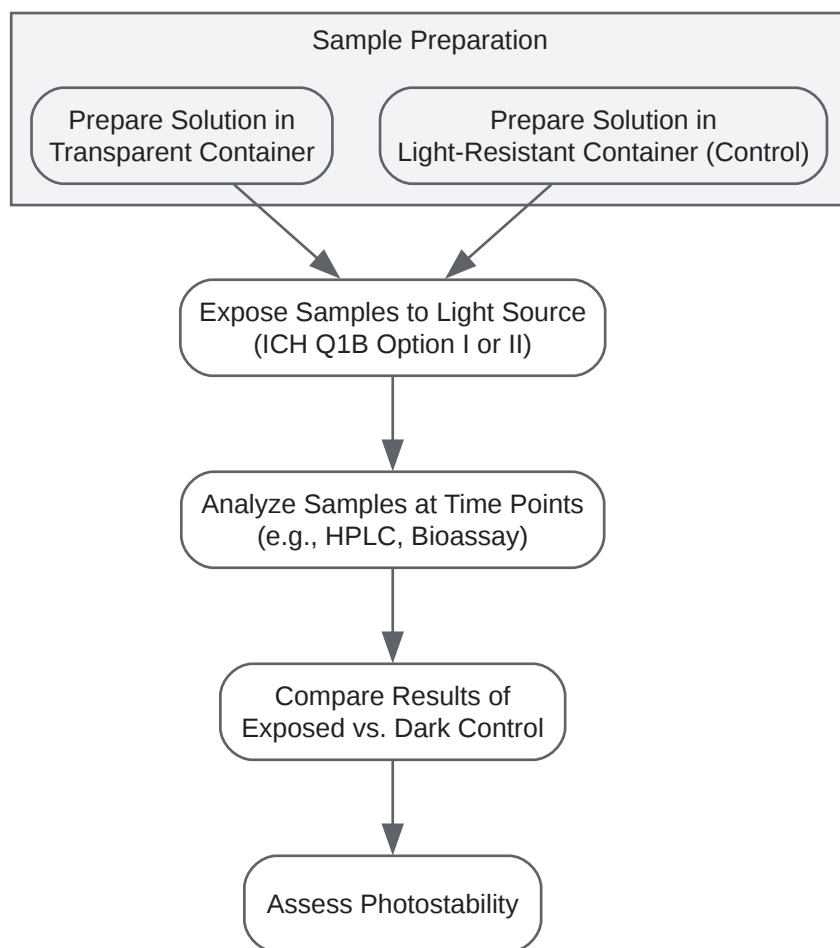 Sample Preparation
Prepare Solution in
Transparent Container
Prepare Solution in
Light-Resistant Container (Control)
Expose Samples to Light Source
(ICH Q1B Option I or II)
Analyze Samples at Time Points
(e.g., HPLC, Bioassay)
Compare Results of
Exposed vs. Dark Control
Assess Photostability